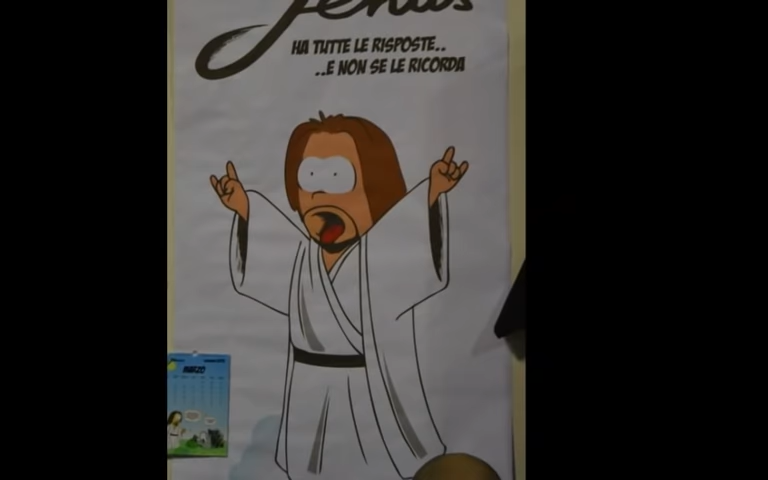 Jenus
HA TUTTE LE RISPOSTE..
..E NON SE LE RICORDA
MARZO